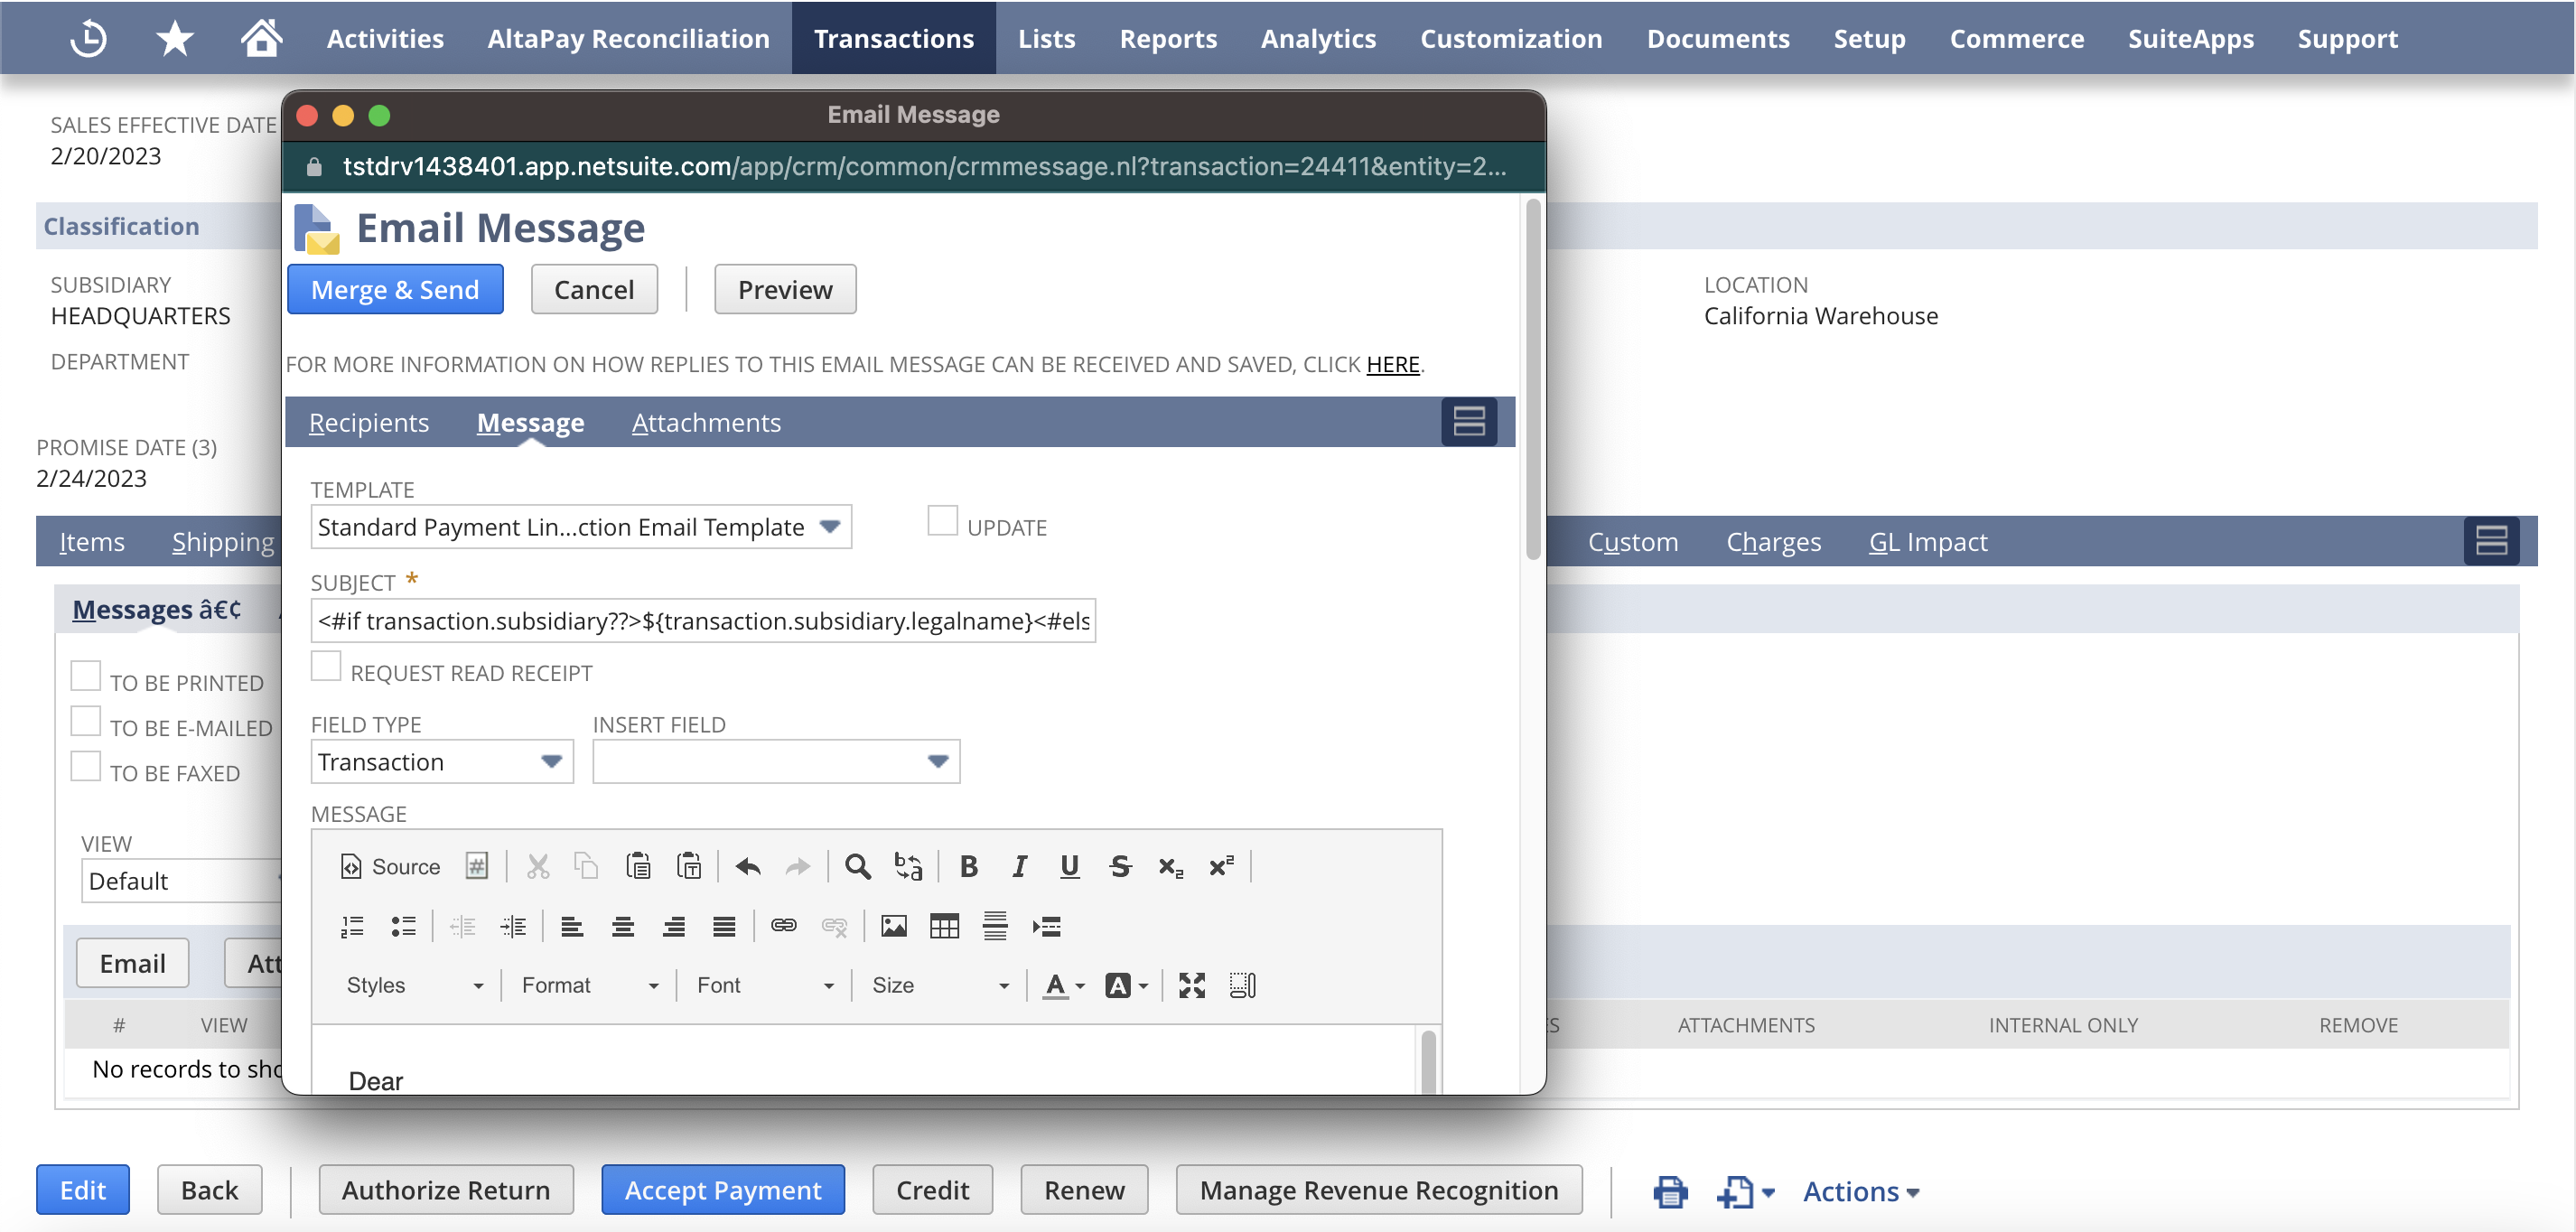 Activities AltaPay Reconciliation Transactions Lists Reports Analytics Customization Documents Setup Commerce SuiteApps Support
SALES EFFECTIVE DATE
2/20/2023
Classification
SUBSIDIARY
HEADQUARTERS
DEPARTMENT
LOCATION
California Warehouse
PROMISE DATE (3)
2/24/2023
Items Shipping Custom Charges GL Impact
Messages â€¢
TO BE PRINTED
TO BE E-MAILED
TO BE FAXED
VIEW
Default
Email Att
# VIEW ES ATTACHMENTS INTERNAL ONLY REMOVE
No records to sho
Email Message
tstdrv1438401.app.netsuite.com/app/crm/common/crmmessage.nl?transaction=24411&entity=2...
Email Message
Merge & Send Cancel Preview
FOR MORE INFORMATION ON HOW REPLIES TO THIS EMAIL MESSAGE CAN BE RECEIVED AND SAVED, CLICK HERE.
Recipients Message Attachments
TEMPLATE
Standard Payment Lin...ction Email Template UPDATE
SUBJECT *
<#if transaction.subsidiary??>${transaction.subsidiary.legalname}<#els
REQUEST READ RECEIPT
FIELD TYPE INSERT FIELD
Transaction
MESSAGE
Source
Styles Format Font Size
Dear
Edit Back Authorize Return Accept Payment Credit Renew Manage Revenue Recognition Actions